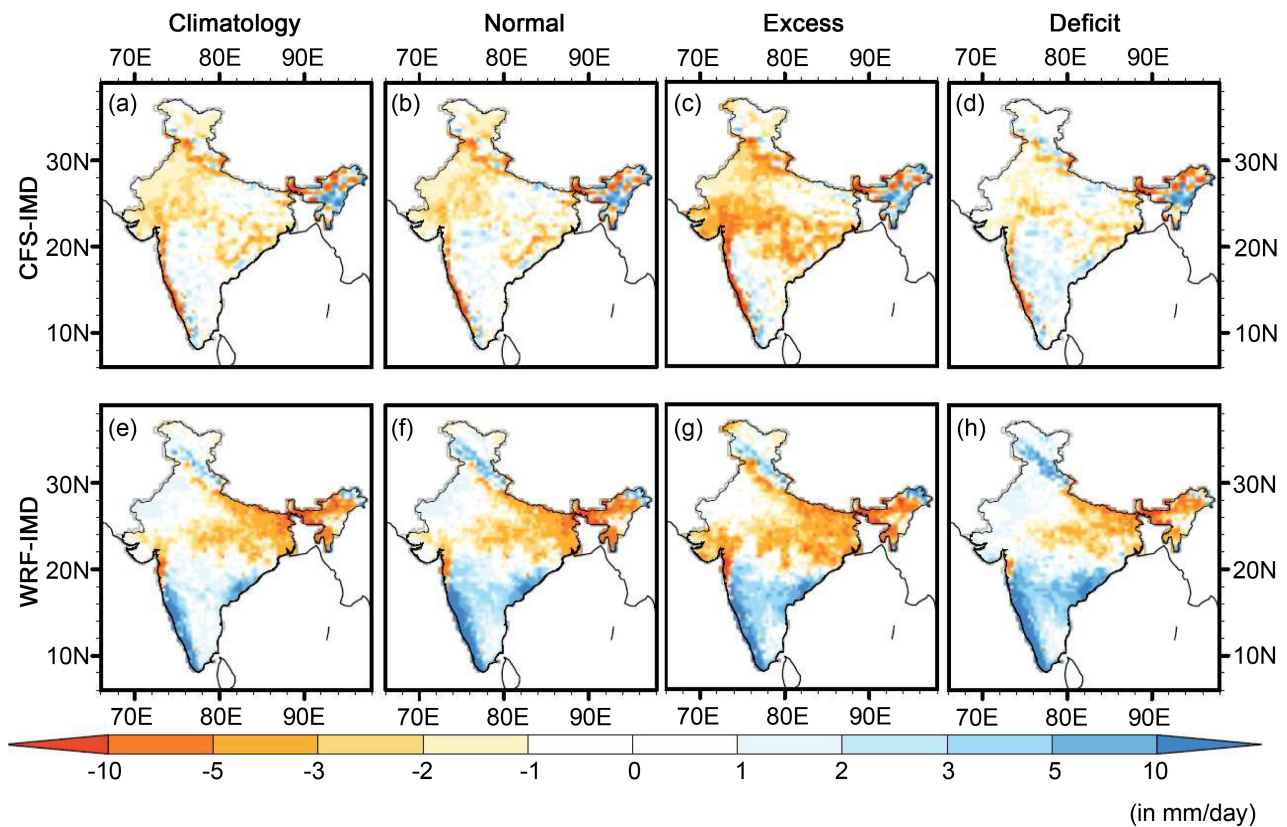 Climatology Normal Excess Deficit
70E 80E 90E 70E 80E 90E 70E 80E 90E 70E 80E 90E
(a) (b) (c) (d)
CFS-IMD
30N 30N
20N 20N
10N 10N
(e) (f) (g) (h)
WRF-IMD
30N 30N
20N 20N
10N 10N
70E 80E 90E 70E 80E 90E 70E 80E 90E 70E 80E 90E
-10 -5 -3 -2 -1 0 1 2 3 5 10
(in mm/day)